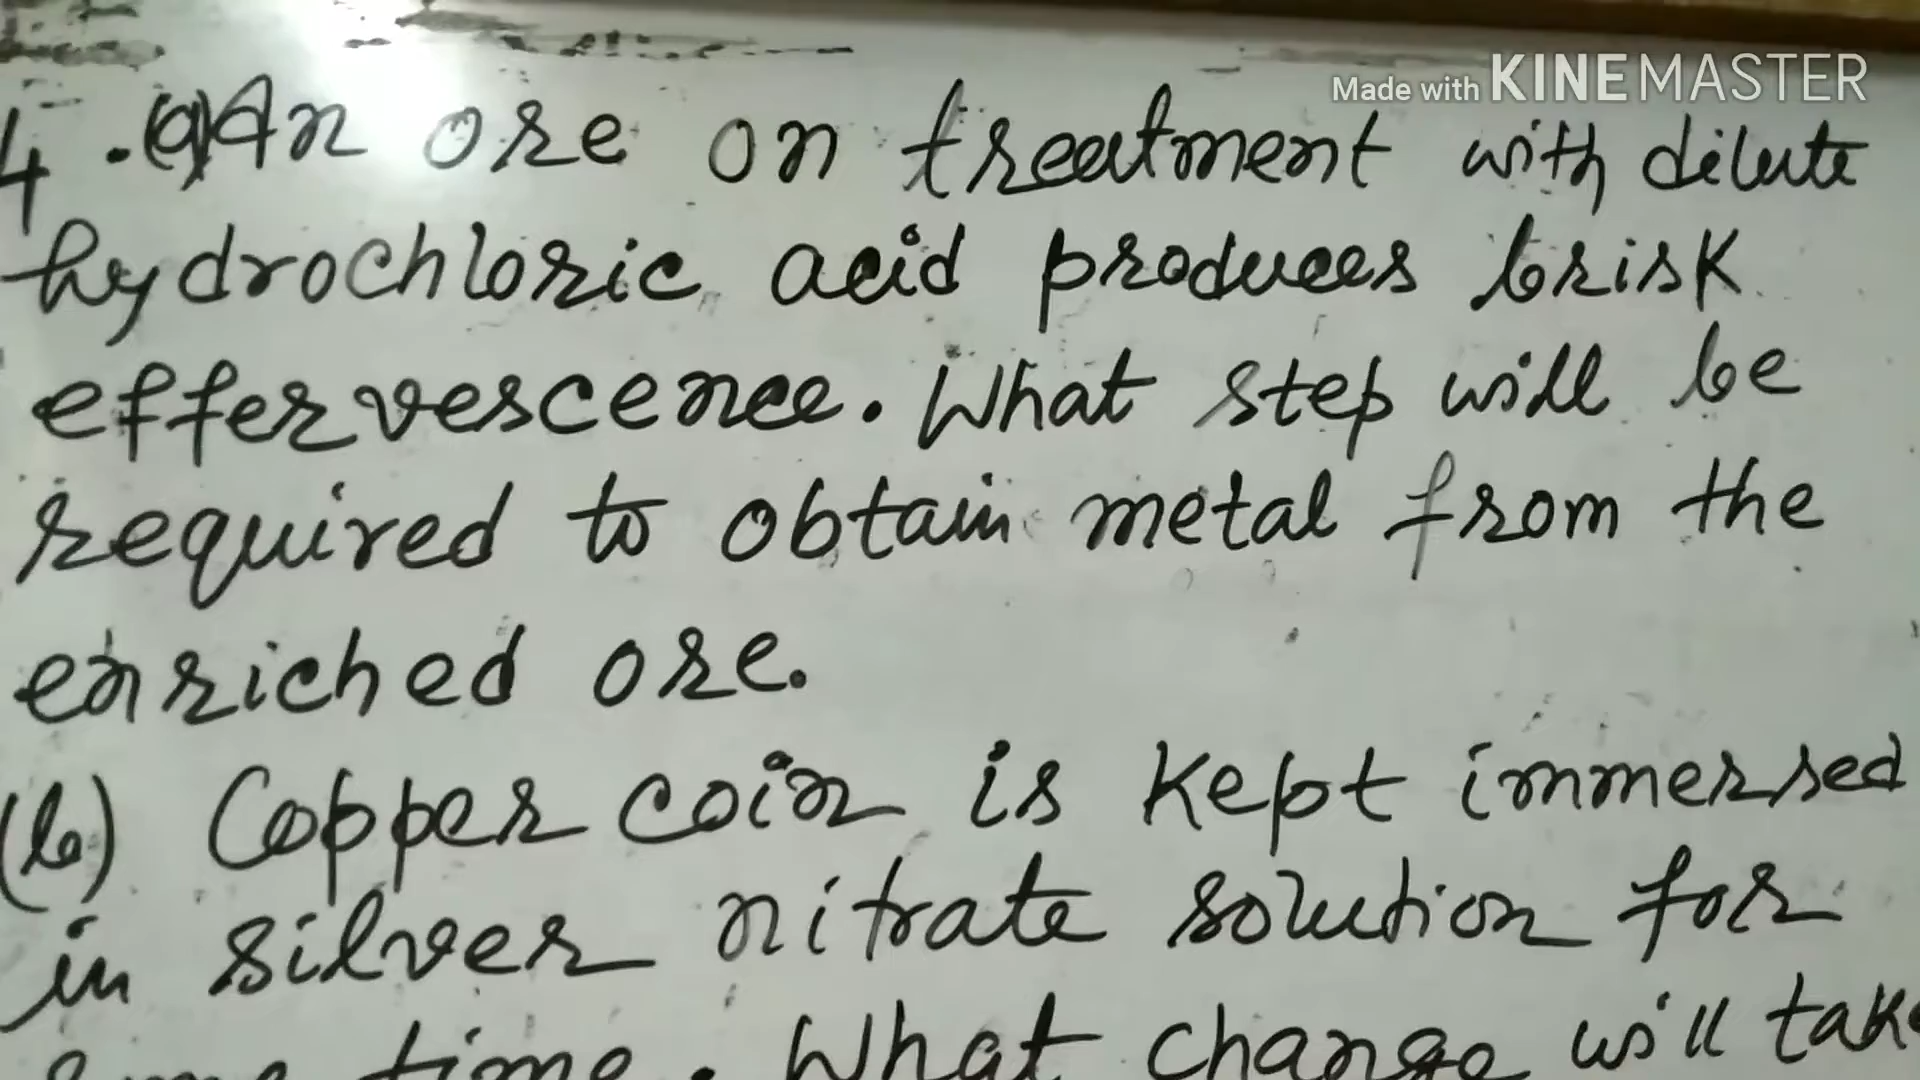 Made with KINEMASTER
4. (a) An ore on treatment with dilute
hydrochloric acid produces brisk
effervescence. What step will be
required to obtain metal from the
enriched ore.
(b) Copper coin is kept immersed
in silver nitrate solution for
some time. What change will take